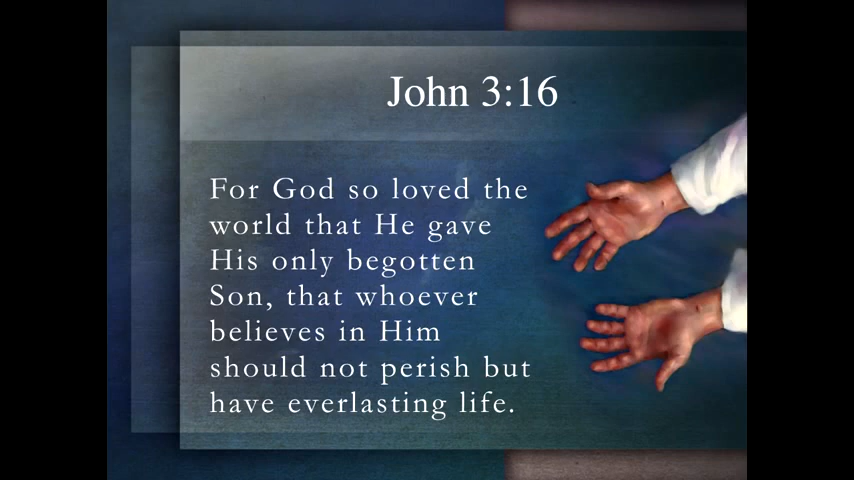 John 3:16
For God so loved the
world that He gave
His only begotten
Son, that whoever
believes in Him
should not perish but
have everlasting life.